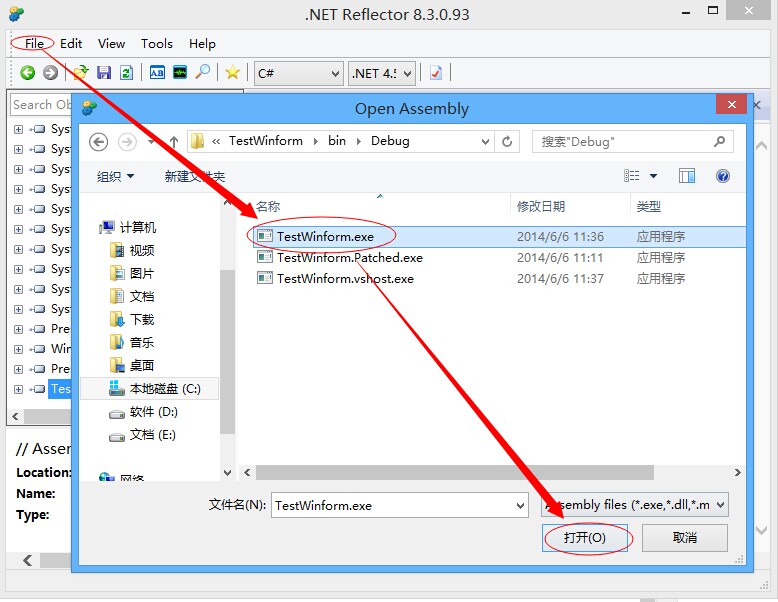 .NET Reflector 8.3.0.93
File Edit View Tools Help
C# .NET 4.5
Search Ob
Open Assembly
« TestWinform bin Debug 搜索"Debug"
组织 新建文件夹
名称 修改日期 类型
Sys
Sys
Sys
Sys
Sys
Sys
Sys
Sys
Sys
Sys
Pre
Win
Pre
Tes
计算机
视频
图片
文档
下载
音乐
桌面
本地磁盘 (C:)
软件 (D:)
文档 (E:)
网络
TestWinform.exe 2014/6/6 11:36 应用程序
TestWinform.Patched.exe 2014/6/6 11:11 应用程序
TestWinform.vshost.exe 2014/6/6 11:37 应用程序
// Assem
Location:
Name:
Type:
文件名(N): TestWinform.exe
Assembly files (*.exe,*.dll,*.m
打开(O) 取消